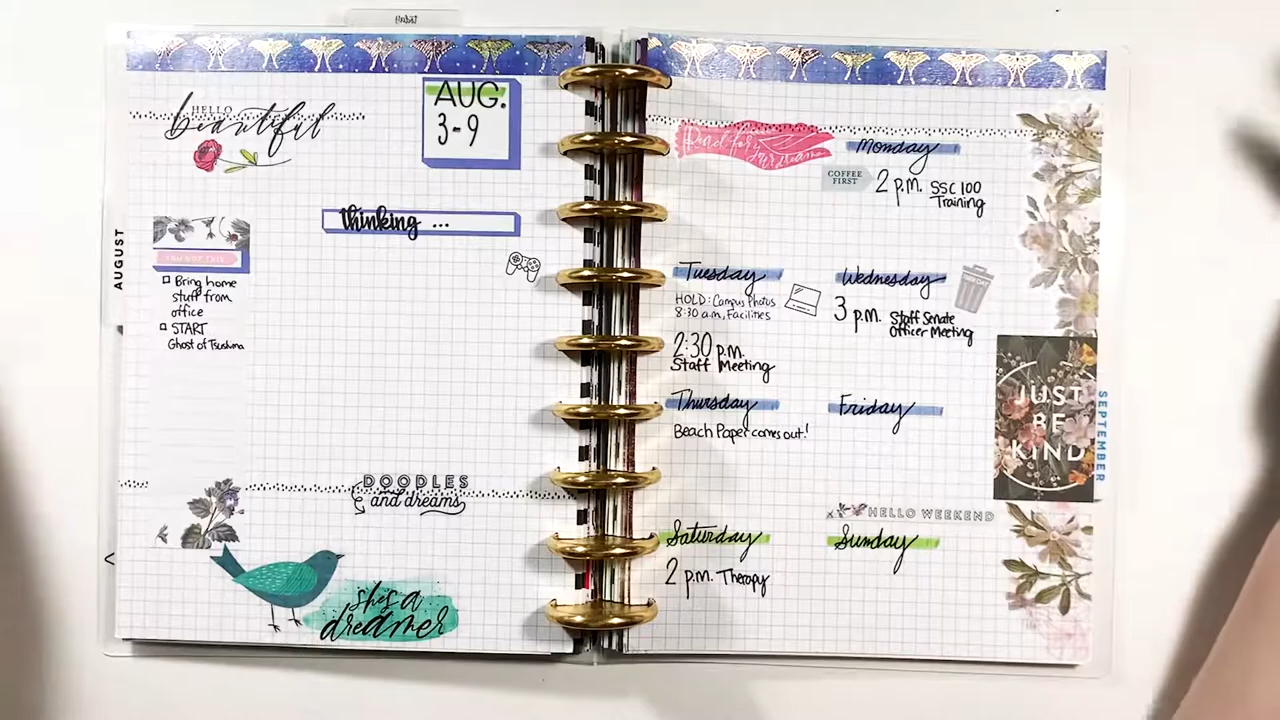 HELLO
beautiful
AUG.
3-9
thinking ...
AUGUST
YOU GOT THIS
Bring home
stuff from
office
START
Ghost of Tsushima
DOODLES
and dreams
she's a
dreamer
Monday
COFFEE
FIRST
2 p.m. SSC 100
Training
Tuesday
HOLD: Campus Photos
8:30 a.m., Facilities
2:30 p.m.
Staff Meeting
Wednesday
3 p.m. Staff Senate
Officer Meeting
Thursday
Beach Paper comes out!
Friday
JUST
BE
KIND
SEPTEMBER
HELLO WEEKEND
Saturday
2 p.m. Therapy
Sunday